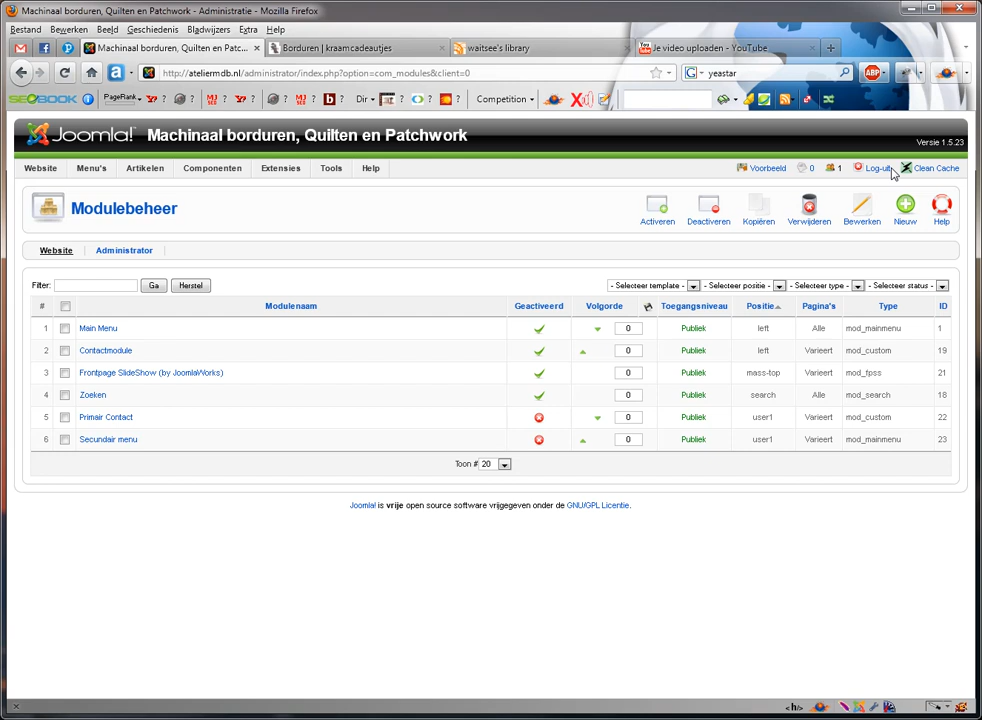 Machinaal borduren, Quilten en Patchwork - Administratie - Mozilla Firefox
Bestand Bewerken Beeld Geschiedenis Bladwijzers Extra Help
Machinaal borduren, Quilten en Patc... Borduren | kraamcadeautjes waitsee's library Je video uploaden - YouTube
http://ateliermdb.nl/administrator/index.php?option=com_modules&client=0 yeastar ABP
SEOBOOK PageRank ? ? ? ? ? ? Dir ? ? ? ? Competition
Joomla! Machinaal borduren, Quilten en Patchwork
Versie 1.5.23
Website Menu's Artikelen Componenten Extensies Tools Help Voorbeeld 0 1 Log-uit Clean Cache
Modulebeheer
Activeren Deactiveren Kopiëren Verwijderen Bewerken Nieuw Help
Website Administrator
Filter: Ga Herstel - Selecteer template - - Selecteer positie - - Selecteer type - - Selecteer status -
# Modulenaam Geactiveerd Volgorde Toegangsniveau Positie Pagina's Type ID
1 Main Menu 0 Publiek left Alle mod_mainmenu 1
2 Contactmodule 0 Publiek left Varieert mod_custom 19
3 Frontpage SlideShow (by JoomlaWorks) 0 Publiek mass-top Varieert mod_fpss 21
4 Zoeken 0 Publiek search Alle mod_search 18
5 Primair Contact 0 Publiek user1 Varieert mod_custom 22
6 Secundair menu 0 Publiek user1 Varieert mod_mainmenu 23
Toon # 20
Joomla! is vrije open source software vrijgegeven onder de GNU/GPL Licentie.